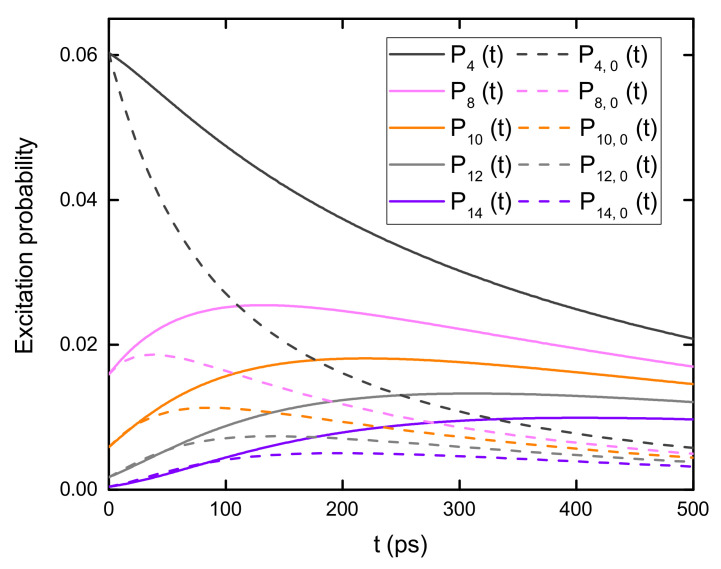 0.06
0.04
0.02
0.00
Excitation probability
P4 (t) P4, 0 (t)
P8 (t) P8, 0 (t)
P10 (t) P10, 0 (t)
P12 (t) P12, 0 (t)
P14 (t) P14, 0 (t)
0 100 200 300 400 500
t (ps)